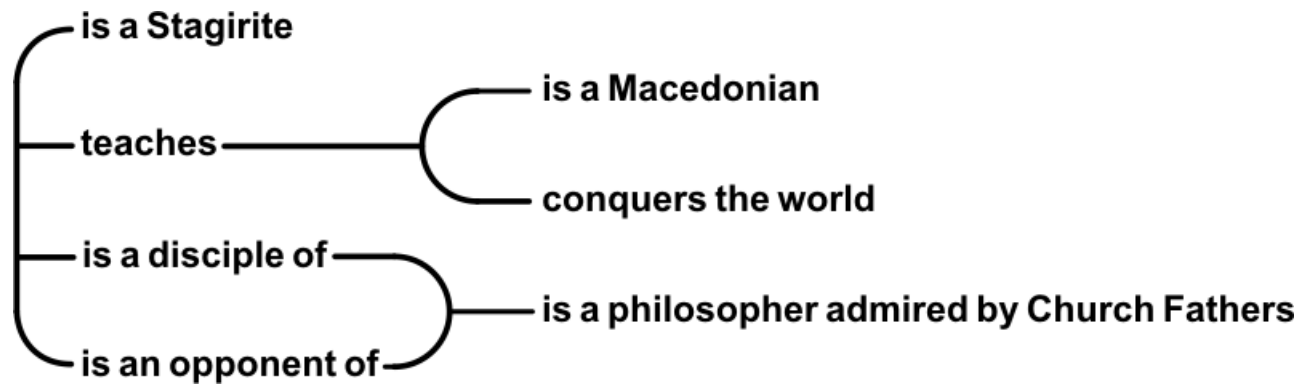 is a Stagirite
is a Macedonian
teaches
conquers the world
is a disciple of
is a philosopher admired by Church Fathers
is an opponent of